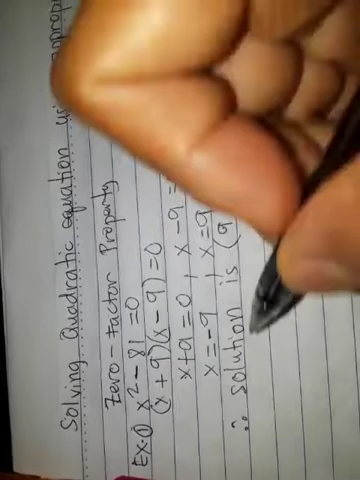 Solving Quadratic equation
Zero-factor Property
Ex.① x² - 81 = 0
(x + 9)(x - 9) = 0
x + 9 = 0 , x - 9 =
x = -9 , x = 9
∴ Solution is (9